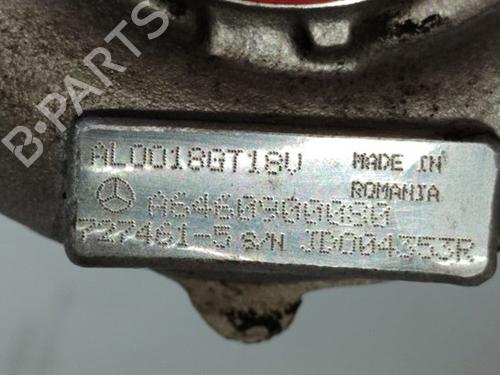 B-PARTS
AL0018GT18V MADE IN
ROMANIA
A6460900080
727461-5 S/N JD004353R